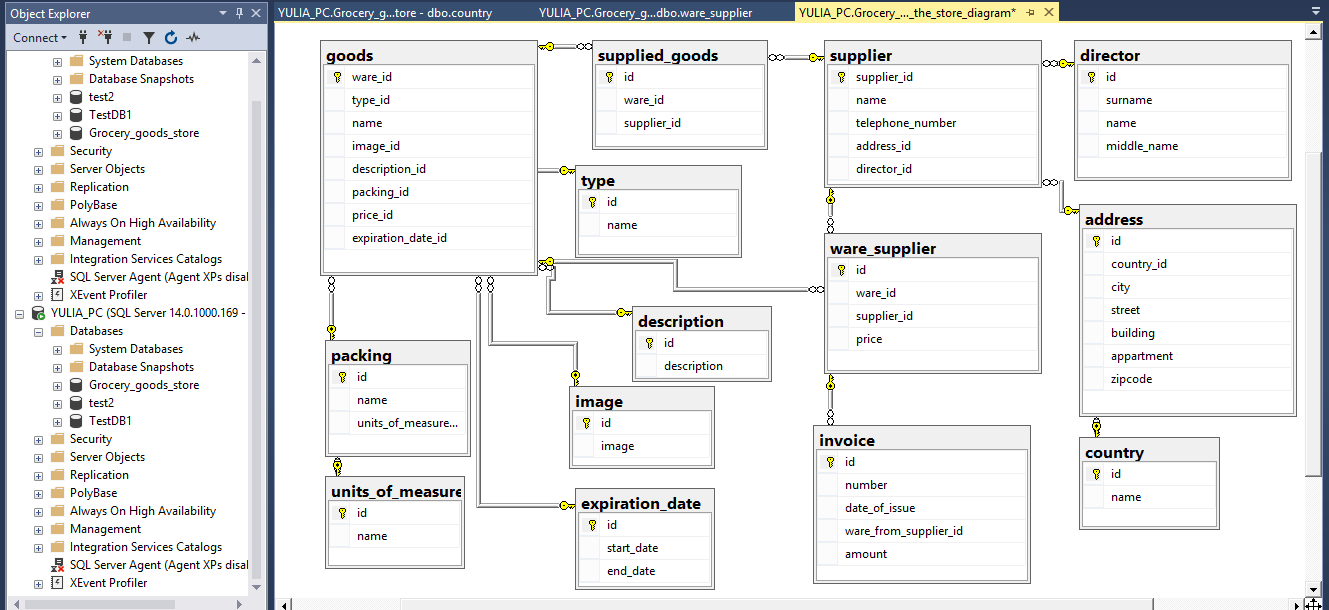 Object Explorer
Connect
System Databases
Database Snapshots
test2
TestDB1
Grocery_goods_store
Security
Server Objects
Replication
PolyBase
Always On High Availability
Management
Integration Services Catalogs
SQL Server Agent (Agent XPs disal
XEvent Profiler
YULIA_PC (SQL Server 14.0.1000.169 -
Databases
System Databases
Database Snapshots
Grocery_goods_store
test2
TestDB1
Security
Server Objects
Replication
PolyBase
Always On High Availability
Management
Integration Services Catalogs
SQL Server Agent (Agent XPs disal
XEvent Profiler
YULIA_PC.Grocery_g...tore - dbo.country
YULIA_PC.Grocery_g...dbo.ware_supplier
YULIA_PC.Grocery_..._the_store_diagram*
goods
ware_id
type_id
name
image_id
description_id
packing_id
price_id
expiration_date_id
supplied_goods
id
ware_id
supplier_id
supplier
supplier_id
name
telephone_number
address_id
director_id
director
id
surname
name
middle_name
type
id
name
address
id
country_id
city
street
building
appartment
zipcode
ware_supplier
id
ware_id
supplier_id
price
description
id
description
packing
id
name
units_of_measure...
image
id
image
invoice
id
number
date_of_issue
ware_from_supplier_id
amount
country
id
name
units_of_measure
id
name
expiration_date
id
start_date
end_date